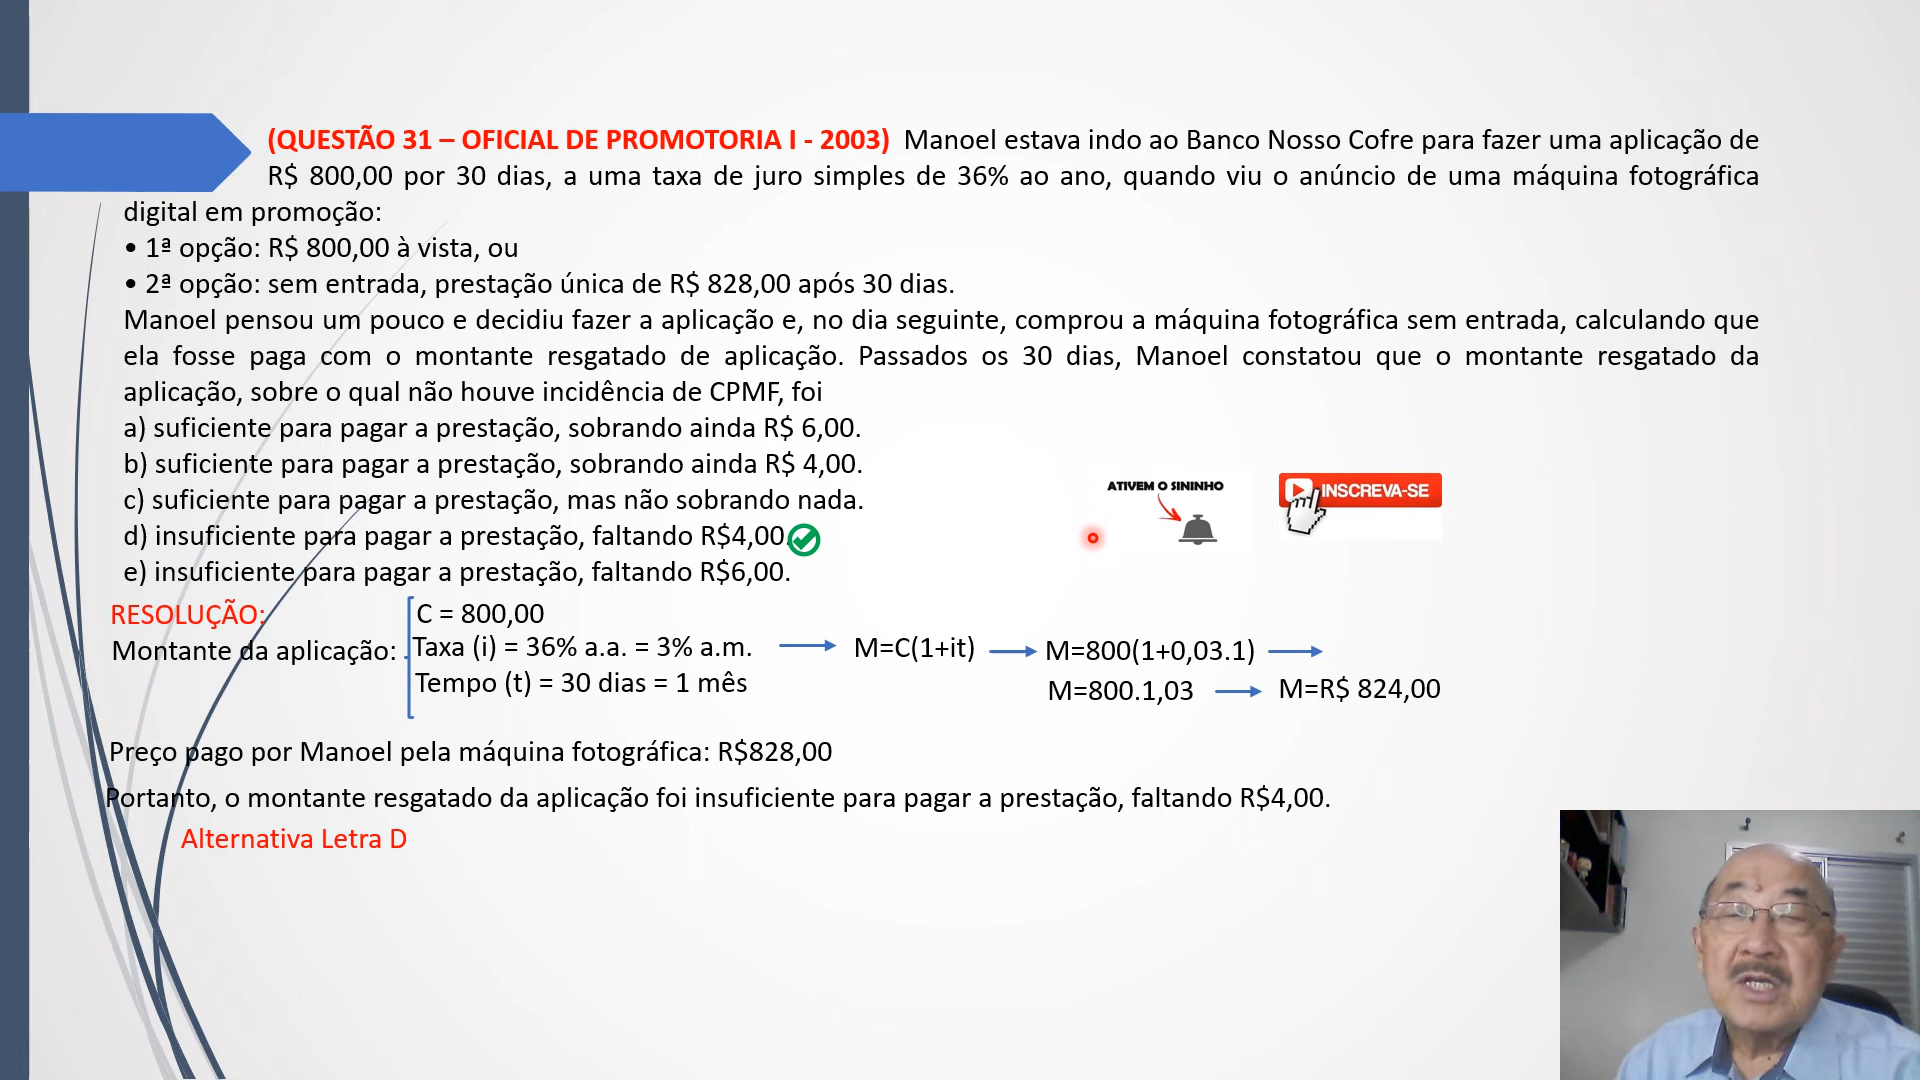 (QUESTÃO 31 – OFICIAL DE PROMOTORIA I - 2003) Manoel estava indo ao Banco Nosso Cofre para fazer uma aplicação de
R$ 800,00 por 30 dias, a uma taxa de juro simples de 36% ao ano, quando viu o anúncio de uma máquina fotográfica
digital em promoção:
• 1ª opção: R$ 800,00 à vista, ou
• 2ª opção: sem entrada, prestação única de R$ 828,00 após 30 dias.
Manoel pensou um pouco e decidiu fazer a aplicação e, no dia seguinte, comprou a máquina fotográfica sem entrada, calculando que
ela fosse paga com o montante resgatado de aplicação. Passados os 30 dias, Manoel constatou que o montante resgatado da
aplicação, sobre o qual não houve incidência de CPMF, foi
a) suficiente para pagar a prestação, sobrando ainda R$ 6,00.
b) suficiente para pagar a prestação, sobrando ainda R$ 4,00.
c) suficiente para pagar a prestação, mas não sobrando nada.
d) insuficiente para pagar a prestação, faltando R$4,00.
e) insuficiente para pagar a prestação, faltando R$6,00.
ATIVEM O SININHO
INSCREVA-SE
RESOLUÇÃO:
Montante da aplicação:
C = 800,00
Taxa (i) = 36% a.a. = 3% a.m.
Tempo (t) = 30 dias = 1 mês
M=C(1+it)
M=800(1+0,03.1)
M=800.1,03
M=R$ 824,00
Preço pago por Manoel pela máquina fotográfica: R$828,00
Portanto, o montante resgatado da aplicação foi insuficiente para pagar a prestação, faltando R$4,00.
Alternativa Letra D